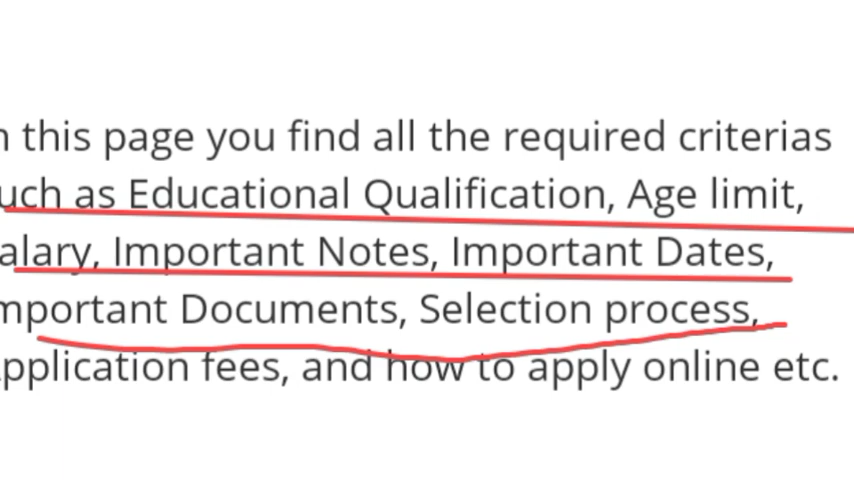 n this page you find all the required criterias
uch as Educational Qualification, Age limit,
alary, Important Notes, Important Dates,
mportant Documents, Selection process,
pplication fees, and how to apply online etc.